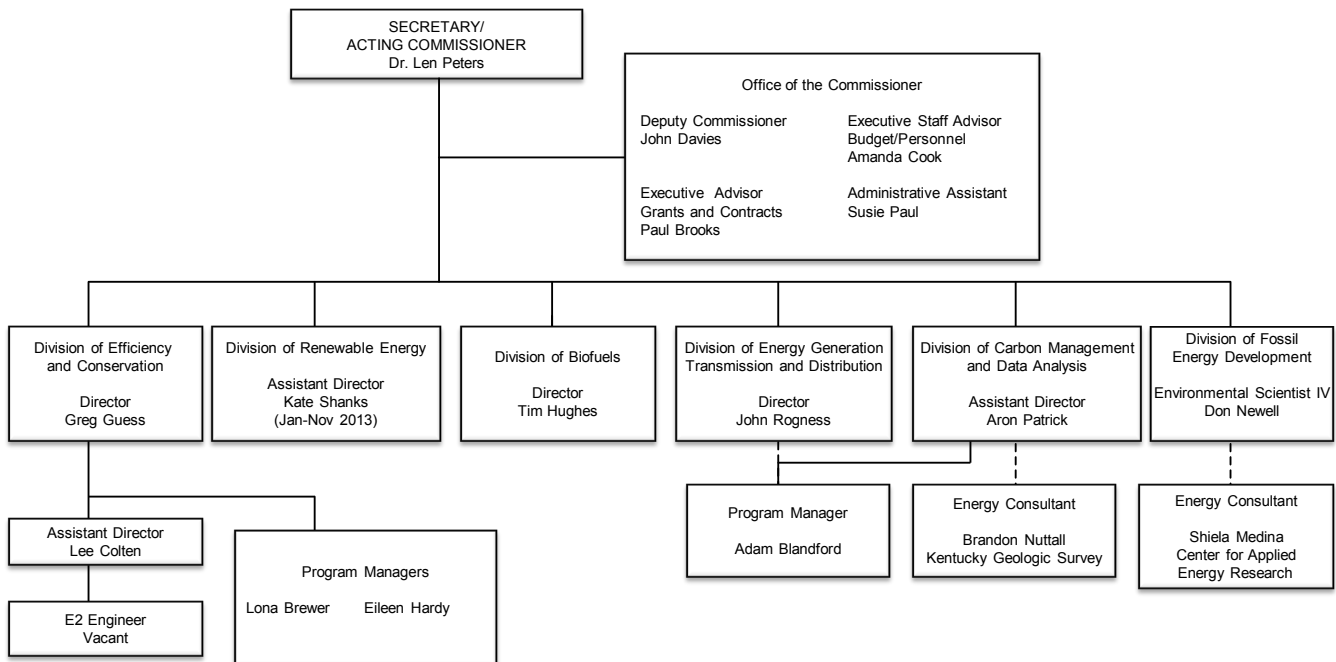 SECRETARY/
ACTING COMMISSIONER
Dr. Len Peters
Office of the Commissioner
Deputy Commissioner
John Davies
Executive Staff Advisor
Budget/Personnel
Amanda Cook
Executive Advisor
Grants and Contracts
Paul Brooks
Administrative Assistant
Susie Paul
Division of Efficiency
and Conservation
Director
Greg Guess
Division of Renewable Energy
Assistant Director
Kate Shanks
(Jan-Nov 2013)
Division of Biofuels
Director
Tim Hughes
Division of Energy Generation
Transmission and Distribution
Director
John Rogness
Division of Carbon Management
and Data Analysis
Assistant Director
Aron Patrick
Division of Fossil
Energy Development
Environmental Scientist IV
Don Newell
Assistant Director
Lee Colten
E2 Engineer
Vacant
Program Managers
Lona Brewer Eileen Hardy
Program Manager
Adam Blandford
Energy Consultant
Brandon Nuttall
Kentucky Geologic Survey
Energy Consultant
Shiela Medina
Center for Applied
Energy Research